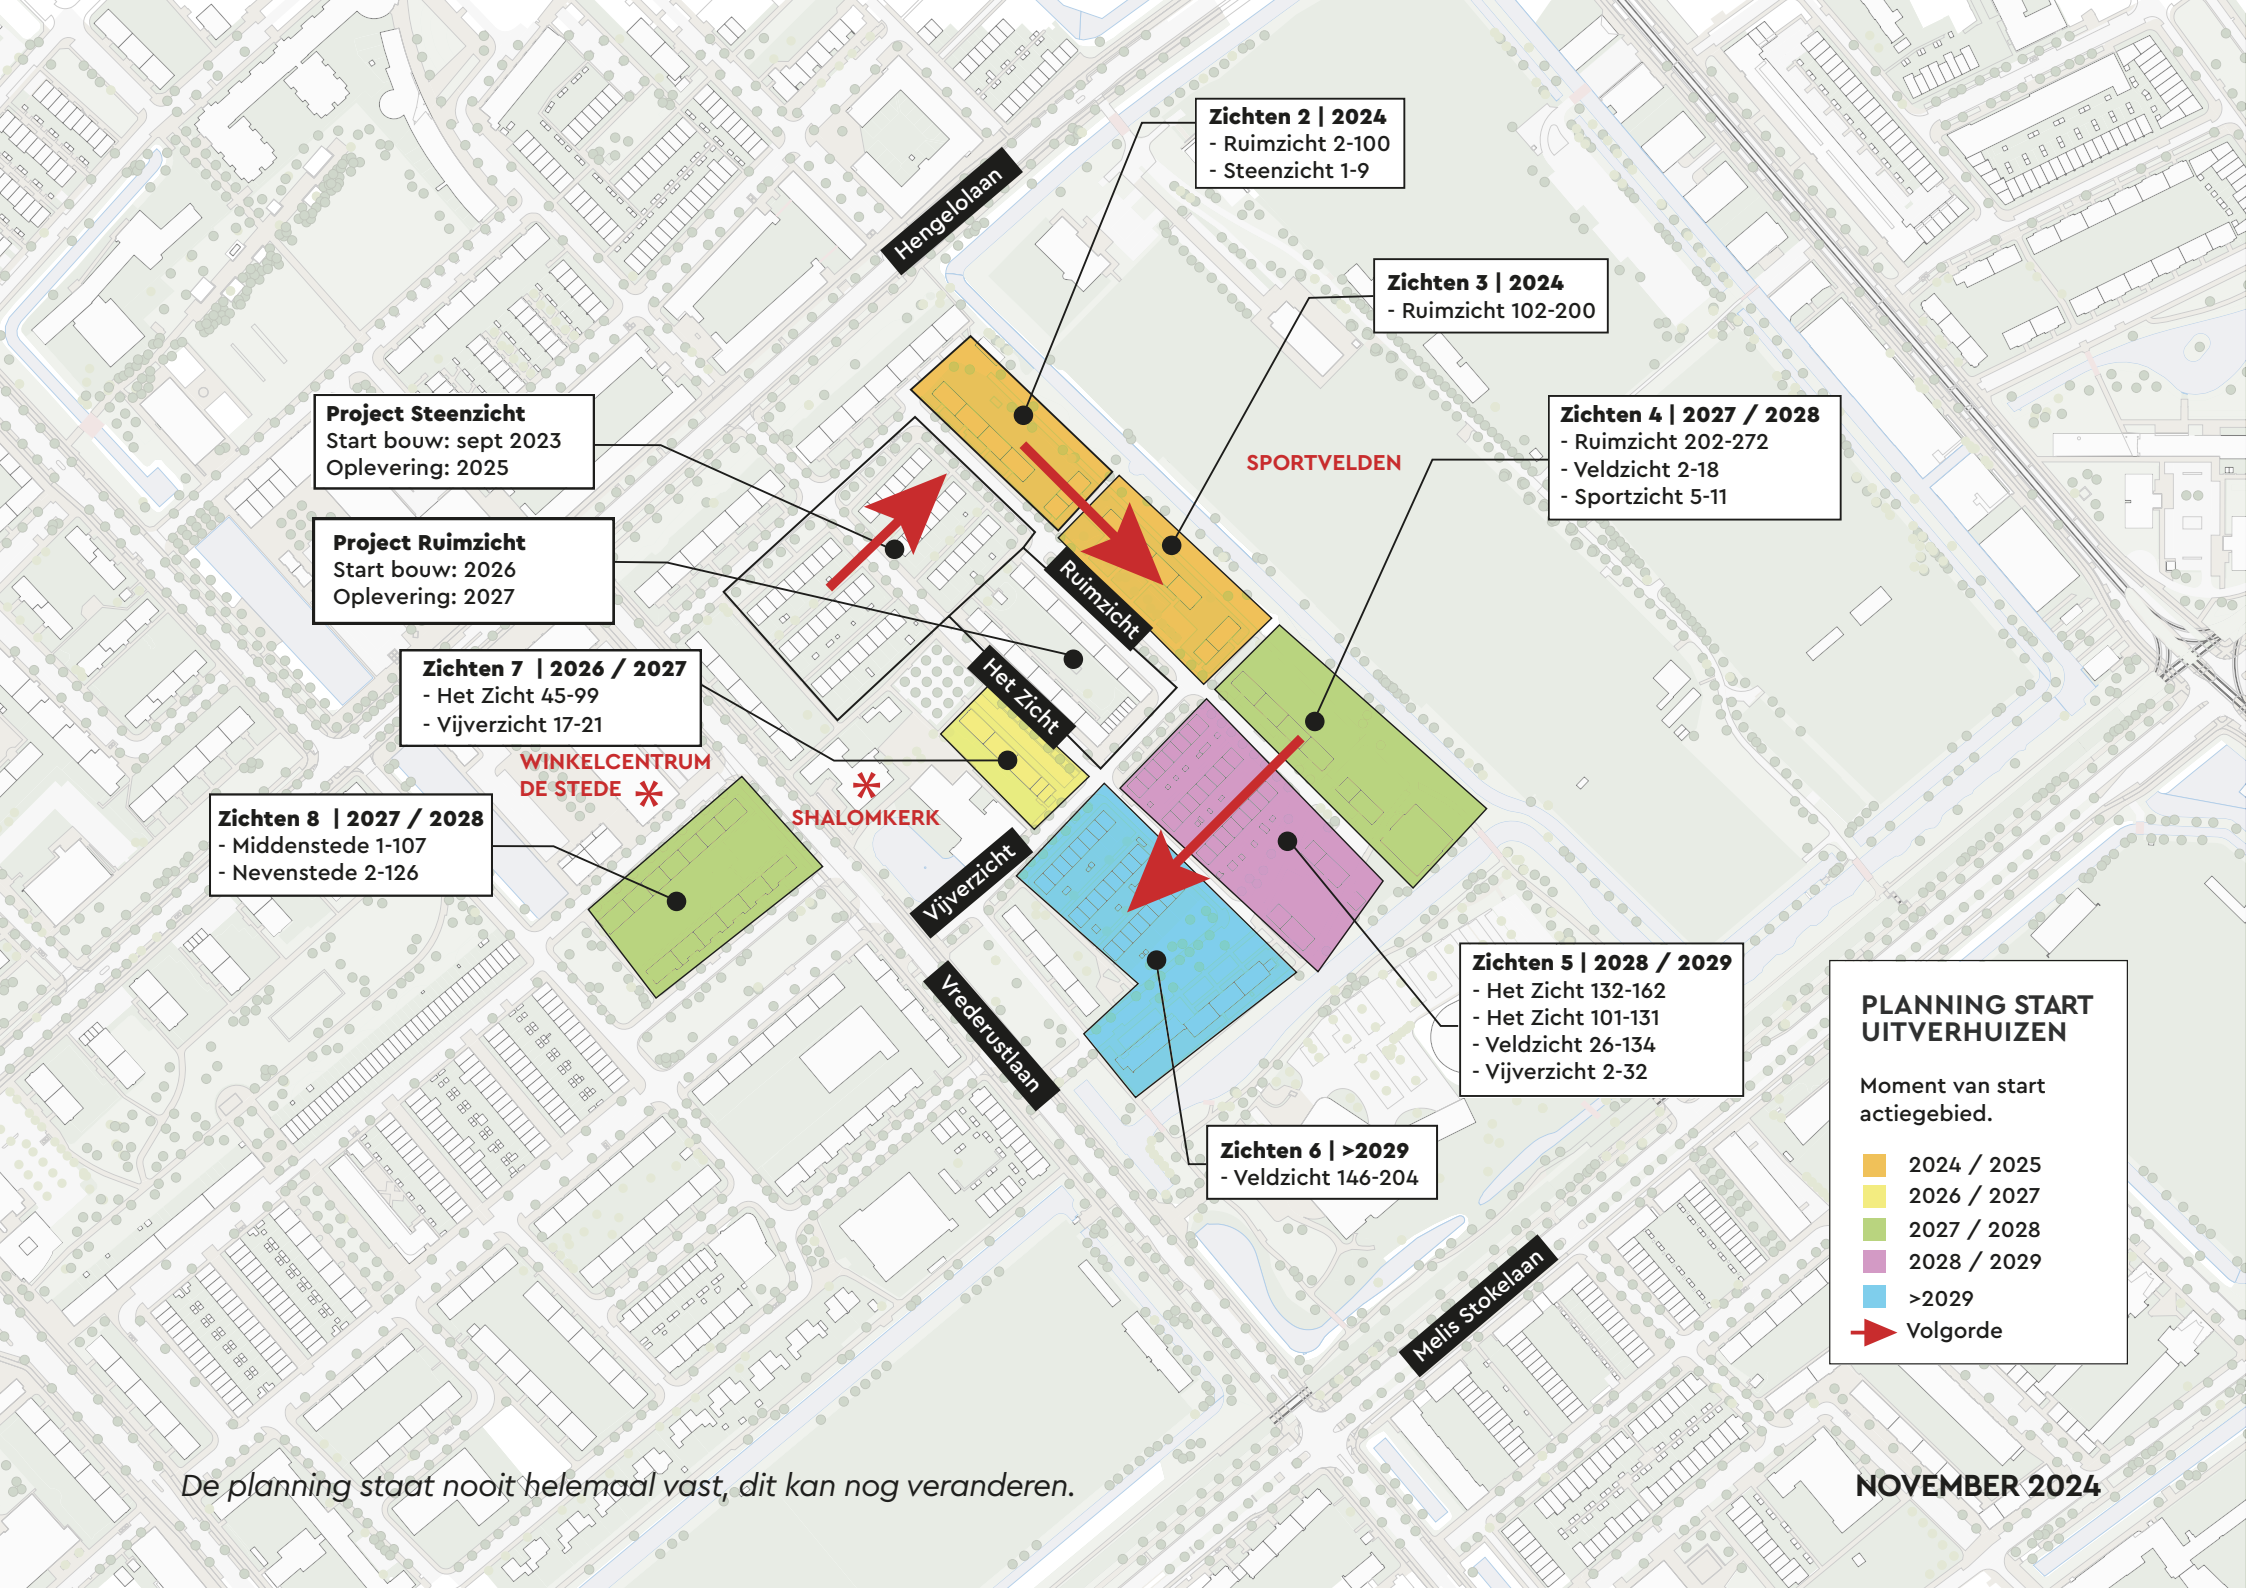 Zichten 2 | 2024
- Ruimzicht 2-100
- Steenzicht 1-9
Hengelolaan
Zichten 3 | 2024
- Ruimzicht 102-200
Project Steenzicht
Start bouw: sept 2023
Oplevering: 2025
Zichten 4 | 2027 / 2028
- Ruimzicht 202-272
- Veldzicht 2-18
- Sportzicht 5-11
SPORTVELDEN
Project Ruimzicht
Start bouw: 2026
Oplevering: 2027
Ruimzicht
Zichten 7 | 2026 / 2027
- Het Zicht 45-99
- Vijverzicht 17-21
Het Zicht
WINKELCENTRUM
DE STEDE
SHALOMKERK
Zichten 8 | 2027 / 2028
- Middenstede 1-107
- Nevenstede 2-126
Vijverzicht
Vrederustlaan
Zichten 5 | 2028 / 2029
- Het Zicht 132-162
- Het Zicht 101-131
- Veldzicht 26-134
- Vijverzicht 2-32
Zichten 6 | >2029
- Veldzicht 146-204
Melis Stokelaan
PLANNING START
UITVERHUIZEN
Moment van start
actiegebied.
2024 / 2025
2026 / 2027
2027 / 2028
2028 / 2029
>2029
Volgorde
De planning staat nooit helemaal vast, dit kan nog veranderen.
NOVEMBER 2024